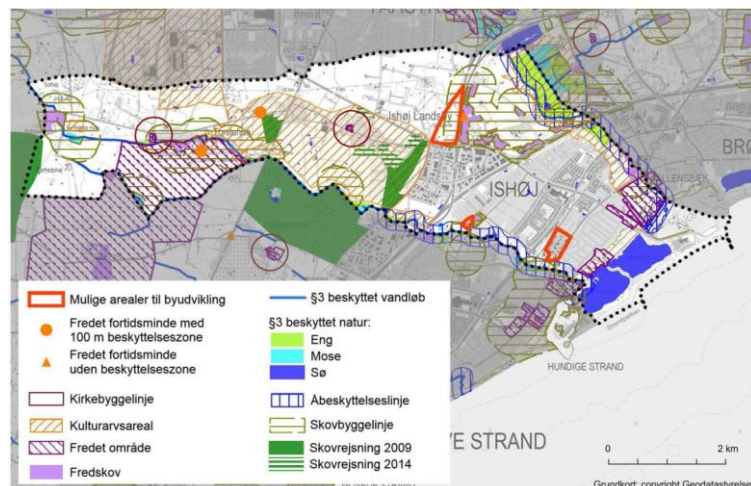 Ishøj Landsby
ISHØJ
BRØ
Strandparken
HUNDIGE STRAND
VE STRAND
Mulige arealer til byudvikling
Fredet fortidsminde med
100 m beskyttelseszone
Fredet fortidsminde
uden beskyttelseszone
Kirkebyggelinje
Kulturarvsareal
Fredet område
Fredskov
§3 beskyttet vandløb
§3 beskyttet natur:
Eng
Mose
Sø
Åbeskyttelseslinje
Skovbyggelinje
Skovrejsning 2009
Skovrejsning 2014
0
2 km
Grundkort: copyright Geodatastyrelse